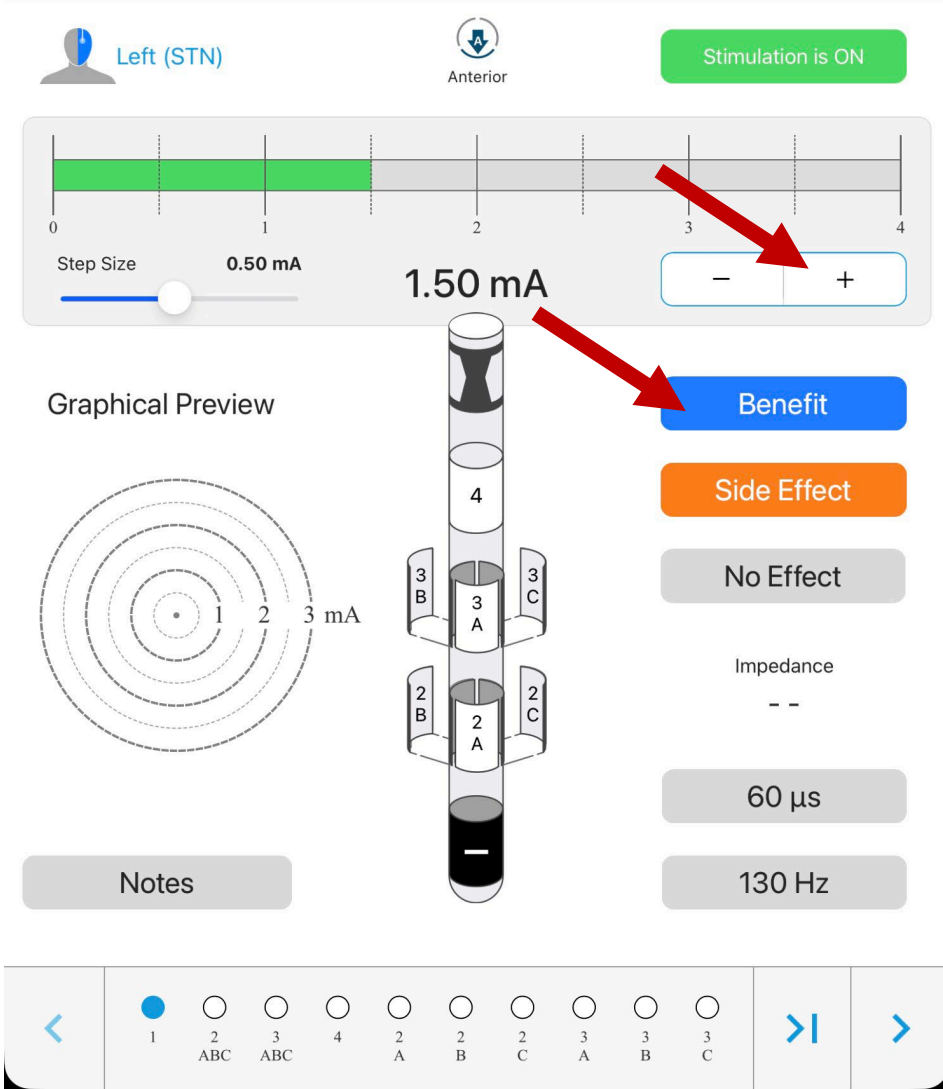 Left (STN)
A
Anterior
Stimulation is ON
0 1 2 3 4
Step Size 0.50 mA
1.50 mA
− +
Graphical Preview
Benefit
4
Side Effect
3 B
3 A
3 C
No Effect
1 2 3 mA
Impedance
- -
2 B
2 A
2 C
60 µs
Notes
130 Hz
1 2 3 4 2 2 2 3 3 3
ABC ABC A B C A B C